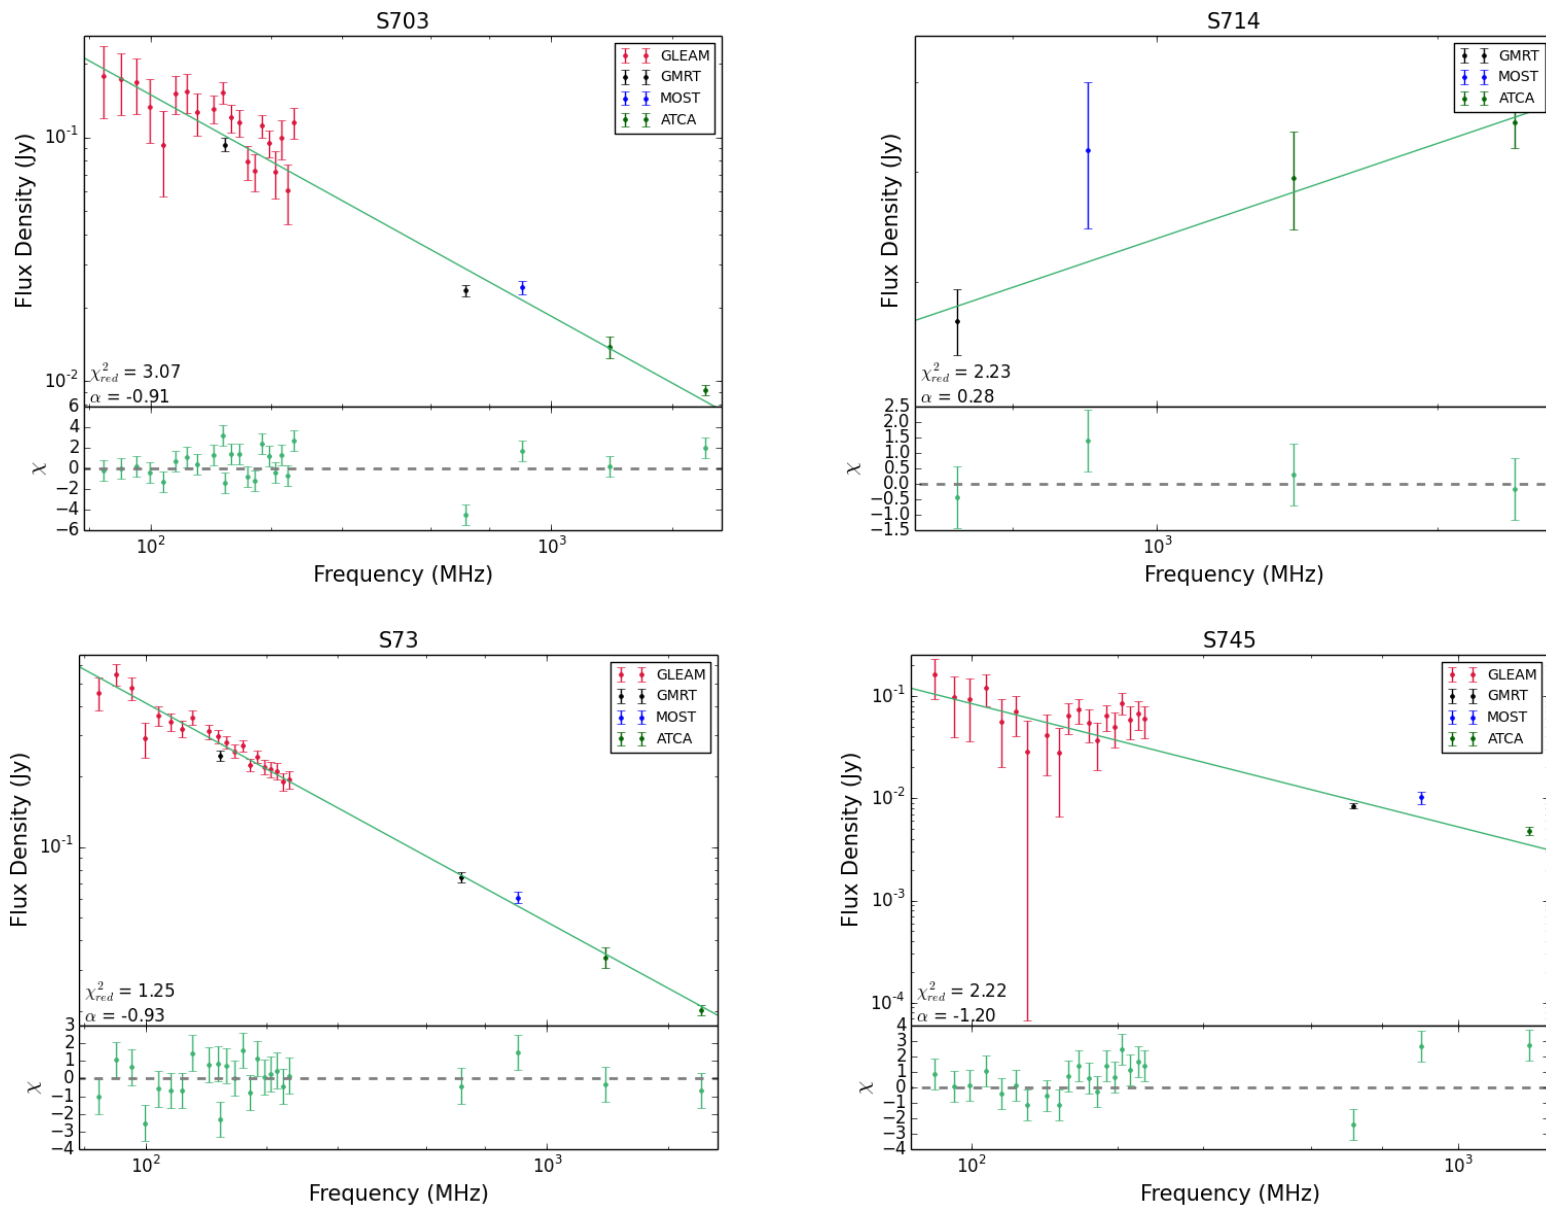 S703
GLEAM
GMRT
MOST
ATCA
Flux Density (Jy)
10⁻¹
10⁻²
χ²red = 3.07
α = -0.91
χ
6
4
2
0
−2
−4
−6
10² 10³
Frequency (MHz)
S714
GMRT
MOST
ATCA
Flux Density (Jy)
χ²red = 2.23
α = 0.28
χ
2.5
2.0
1.5
1.0
0.5
0.0
−0.5
−1.0
−1.5
10³
Frequency (MHz)
S73
GLEAM
GMRT
MOST
ATCA
Flux Density (Jy)
10⁻¹
χ²red = 1.25
α = -0.93
χ
3
2
1
0
−1
−2
−3
−4
10² 10³
Frequency (MHz)
S745
GLEAM
GMRT
MOST
ATCA
Flux Density (Jy)
10⁻¹
10⁻²
10⁻³
10⁻⁴
χ²red = 2.22
α = -1.20
χ
4
3
2
1
0
−1
−2
−3
−4
10² 10³
Frequency (MHz)